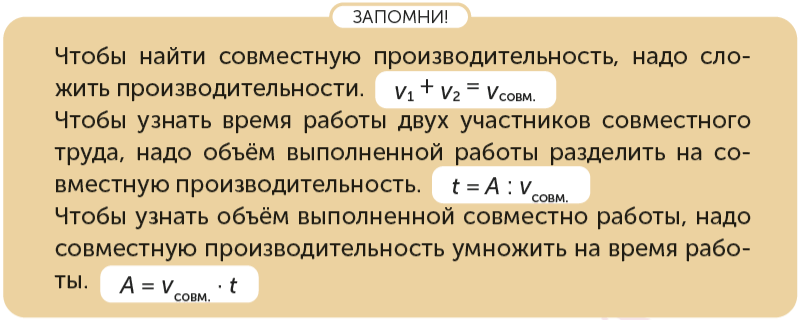 ЗАПОМНИ!
Чтобы найти совместную производительность, надо сло-
жить производительности. v₁ + v₂ = vсовм.
Чтобы узнать время работы двух участников совместного
труда, надо объём выполненной работы разделить на со-
вместную производительность. t = A : vсовм.
Чтобы узнать объём выполненной совместно работы, надо
совместную производительность умножить на время рабо-
ты. A = vсовм. · t